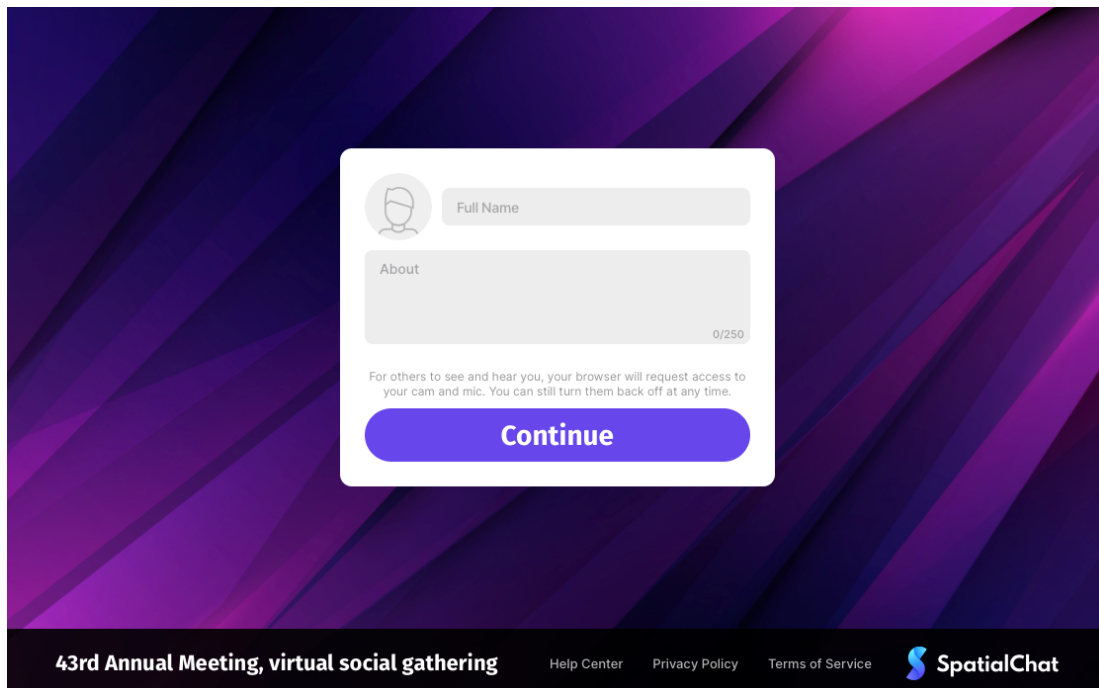 Full Name
About
0/250
For others to see and hear you, your browser will request access to
your cam and mic. You can still turn them back off at any time.
Continue
43rd Annual Meeting, virtual social gathering
Help Center
Privacy Policy
Terms of Service
SpatialChat